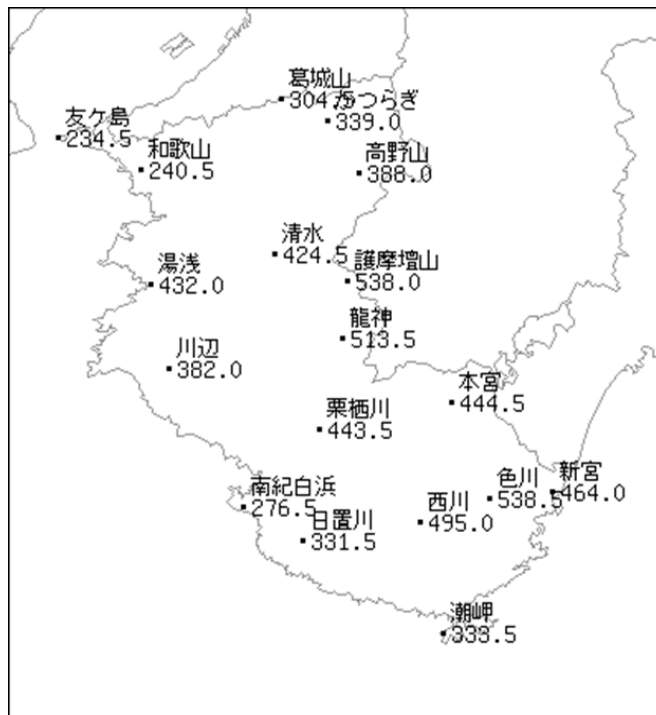 葛城山
304.5
かつらぎ
339.0
友ケ島
234.5
和歌山
240.5
高野山
388.0
清水
424.5
護摩壇山
538.0
湯浅
432.0
龍神
513.5
川辺
382.0
本宮
444.5
栗栖川
443.5
南紀白浜
276.5
日置川
331.5
西川
495.0
色川
538.5
新宮
464.0
潮岬
333.5